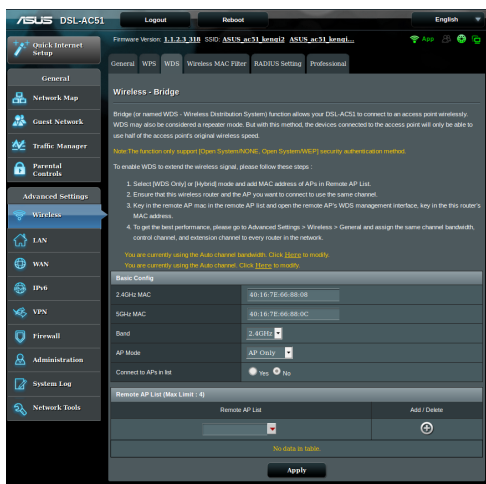 ASUS DSL-AC51
Logout
Reboot
English
Firmware Version: 1.1.2.3_318 SSID: ASUS_ac51_kenqi2 ASUS_ac51_kenqi...
App
Quick Internet Setup
General
Network Map
Guest Network
Traffic Manager
Parental Controls
Advanced Settings
Wireless
LAN
WAN
IPv6
VPN
Firewall
Administration
System Log
Network Tools
General WPS WDS Wireless MAC Filter RADIUS Setting Professional
Wireless - Bridge
Bridge (or named WDS - Wireless Distribution System) function allows your DSL-AC51 to connect to an access point wirelessly.
WDS may also be considered a repeater mode. But with this method, the devices connected to the access point will only be able to
use half of the access point's original wireless speed.
Note:The function only support [Open System/NONE, Open System/WEP] security authentication method.
To enable WDS to extend the wireless signal, please follow these steps :
1. Select [WDS Only] or [Hybrid] mode and add MAC address of APs in Remote AP List.
2. Ensure that this wireless router and the AP you want to connect to use the same channel.
3. Key in the remote AP mac in the remote AP list and open the remote AP's WDS management interface, key in the this router's
MAC address.
4. To get the best performance, please go to Advanced Settings > Wireless > General and assign the same channel bandwidth,
control channel, and extension channel to every router in the network.
You are currently using the Auto channel bandwidth. Click Here to modify.
You are currently using the Auto channel. Click Here to modify.
Basic Config
2.4GHz MAC 40:16:7E:66:88:08
5GHz MAC 40:16:7E:66:88:0C
Band 2.4GHz
AP Mode AP Only
Connect to APs in list Yes No
Remote AP List (Max Limit : 4)
Remote AP List Add / Delete
No data in table.
Apply